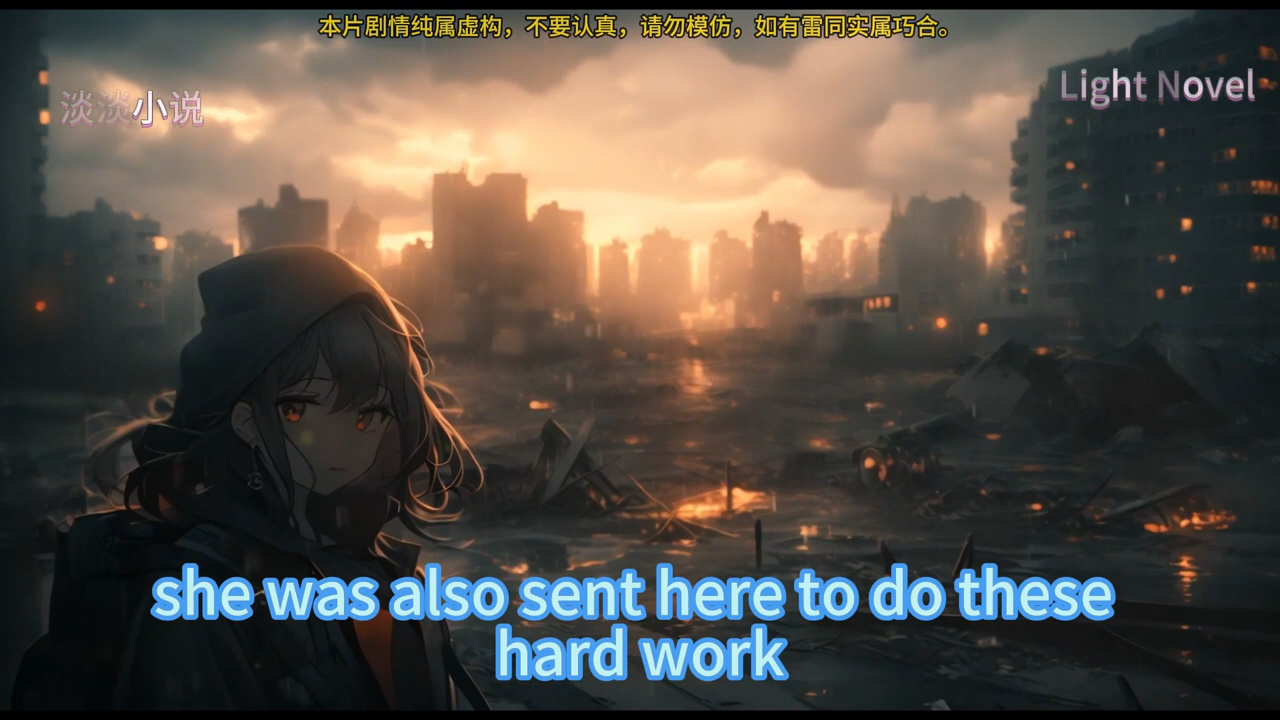 本片剧情纯属虚构，不要认真，请勿模仿，如有雷同实属巧合。
淡淡小说
Light Novel
she was also sent here to do these
hard work